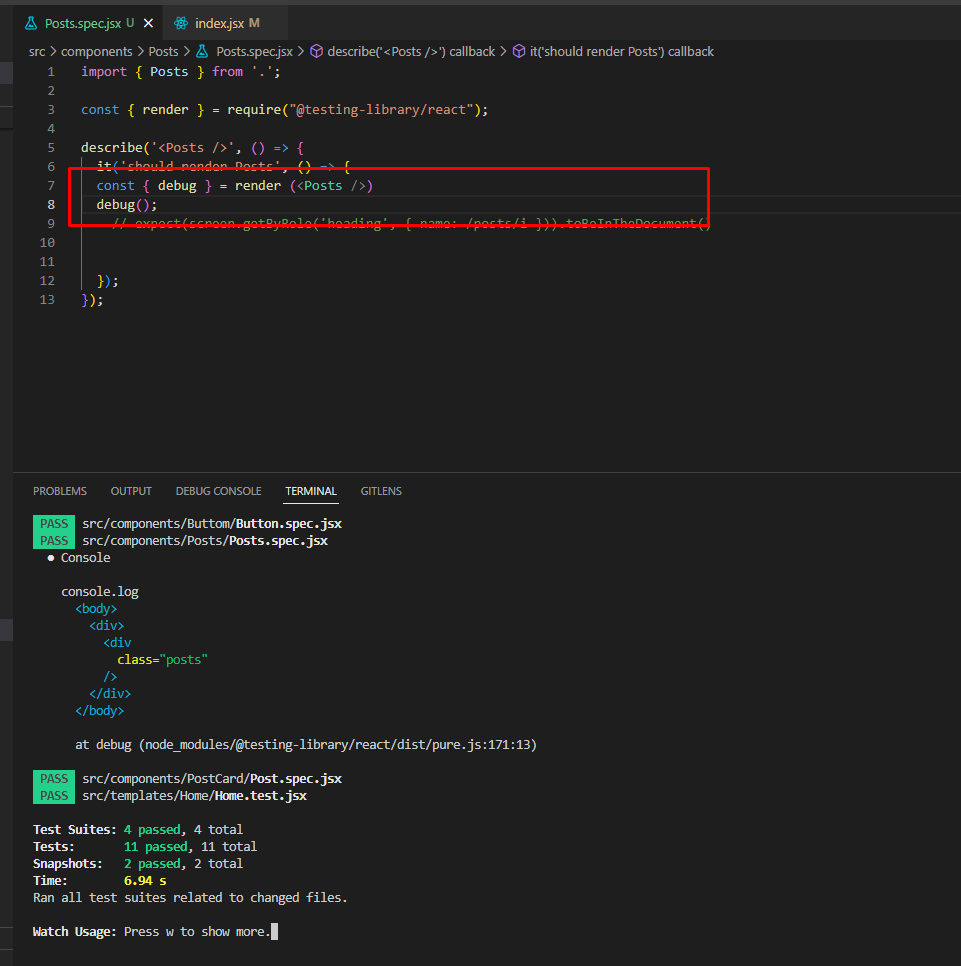 Posts.spec.jsx U
index.jsx M
src > components > Posts > Posts.spec.jsx > describe('<Posts />') callback > it('should render Posts') callback
1 import { Posts } from '.';
2
3 const { render } = require("@testing-library/react");
4
5 describe('<Posts />', () => {
6 it('should render Posts', () => {
7 const { debug } = render (<Posts />)
8 debug();
9 // expect(screen.getByRole('heading', { name: /posts/i })).toBeInTheDocument()
10
11
12 });
13 });
PROBLEMS OUTPUT DEBUG CONSOLE TERMINAL GITLENS
PASS src/components/Buttom/Button.spec.jsx
PASS src/components/Posts/Posts.spec.jsx
● Console
console.log
<body>
<div>
<div
class="posts"
/>
</div>
</body>
at debug (node_modules/@testing-library/react/dist/pure.js:171:13)
PASS src/components/PostCard/Post.spec.jsx
PASS src/templates/Home/Home.test.jsx
Test Suites: 4 passed, 4 total
Tests: 11 passed, 11 total
Snapshots: 2 passed, 2 total
Time: 6.94 s
Ran all test suites related to changed files.
Watch Usage: Press w to show more.